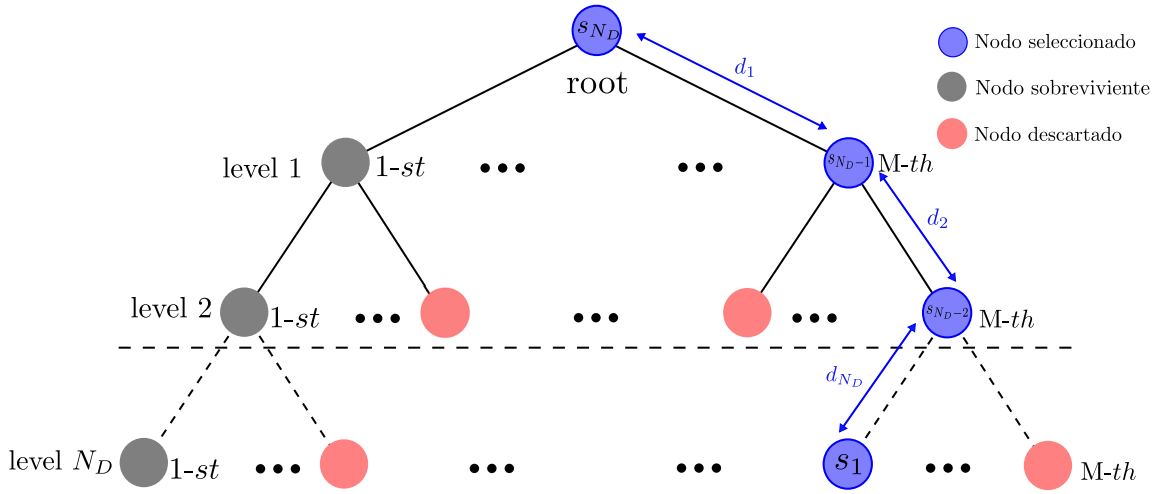 s_{N_D}
root
d_1
Nodo seleccionado
Nodo sobreviviente
Nodo descartado
level 1
1-st
•••
•••
s_{N_D-1}
M-th
d_2
level 2
1-st
•••
•••
•••
s_{N_D-2}
M-th
d_{N_D}
level N_D
1-st
•••
•••
•••
s_1
•••
M-th